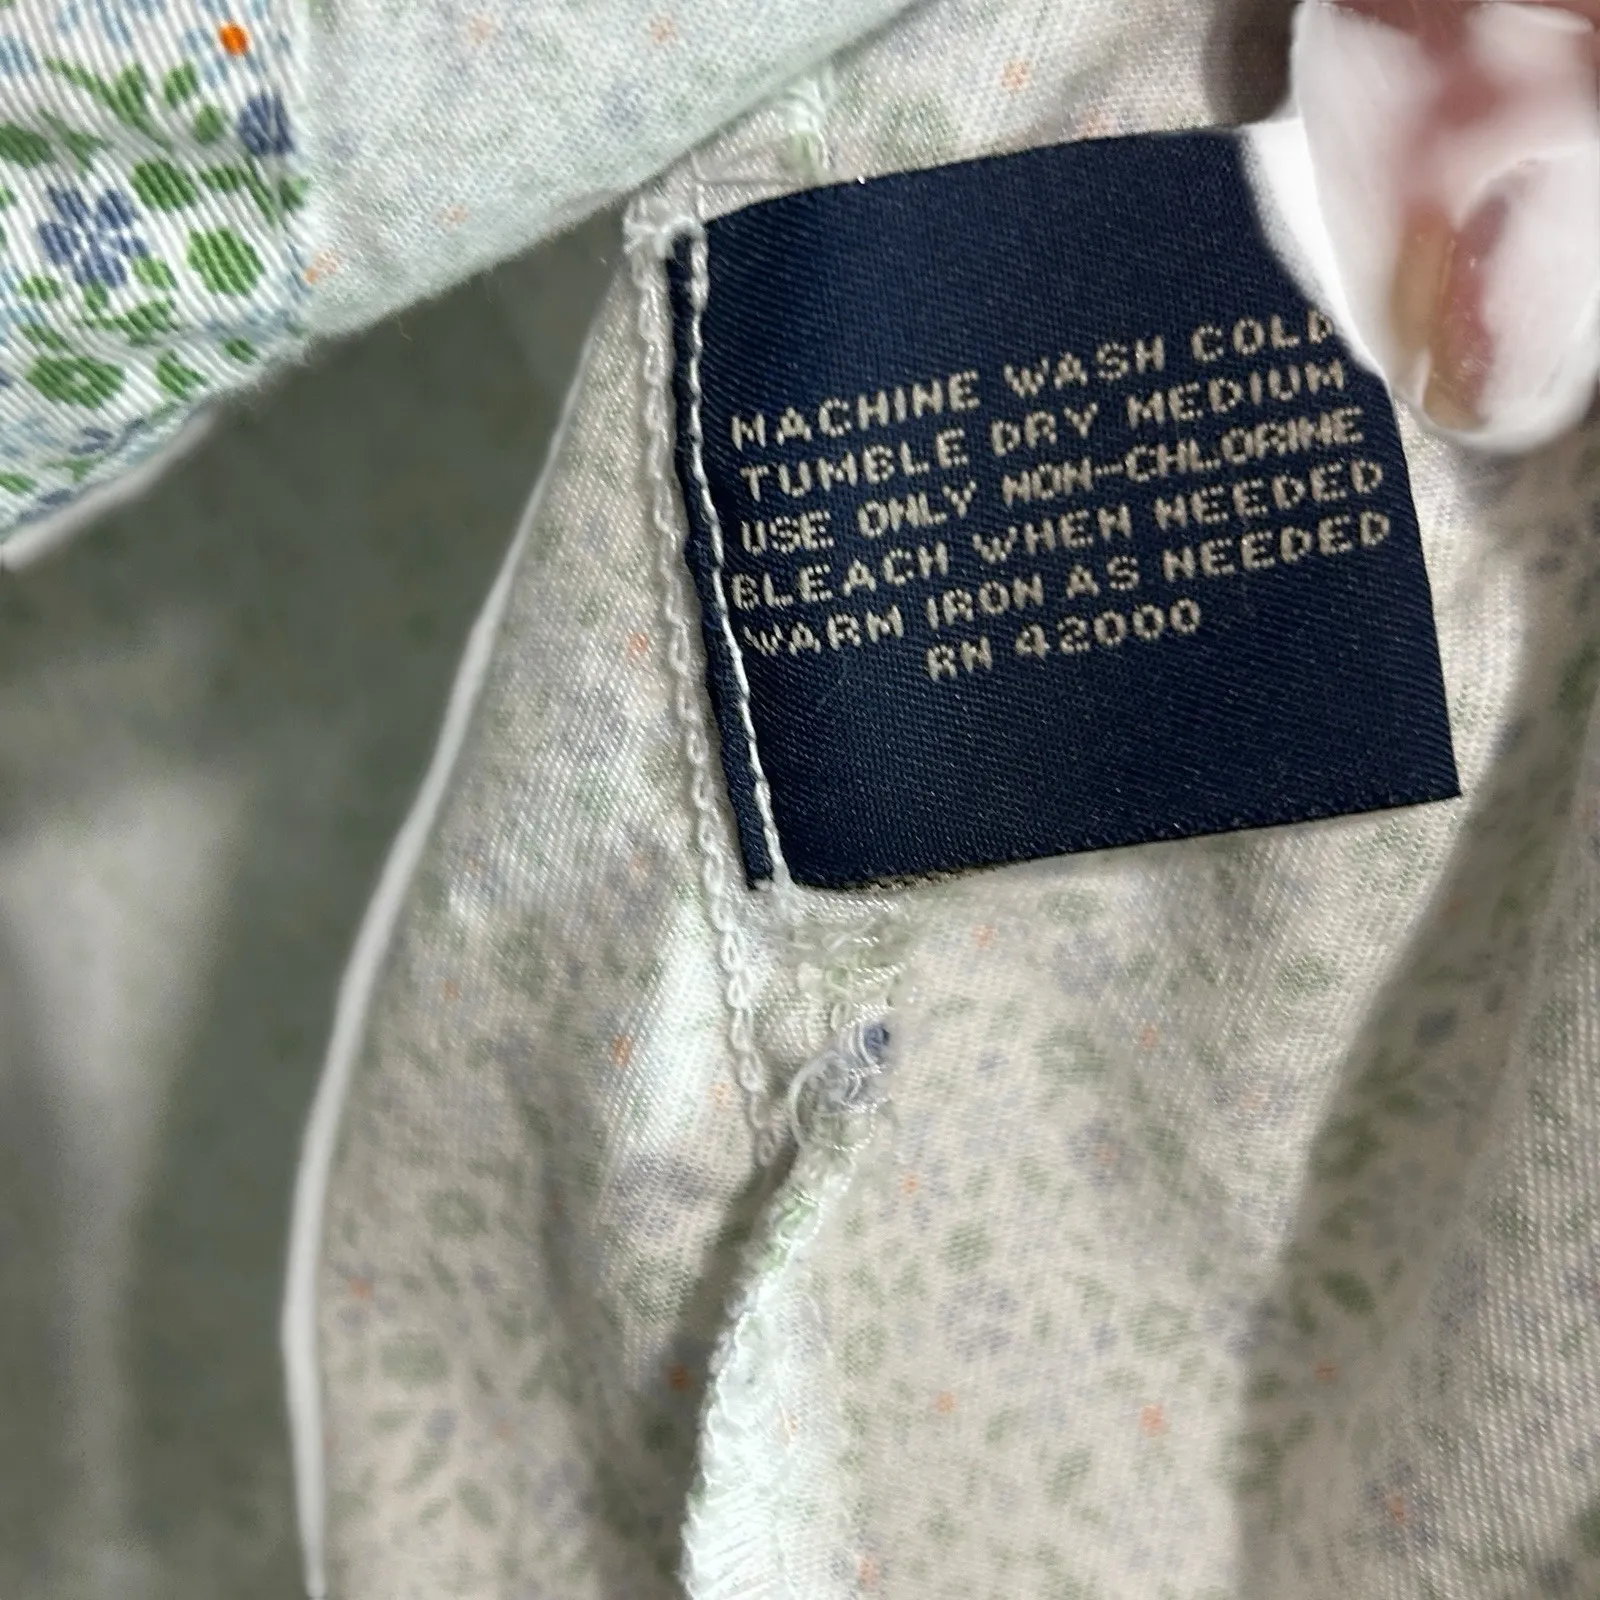 MACHINE WASH COLD
TUMBLE DRY MEDIUM
USE ONLY NON-CHLORINE
BLEACH WHEN NEEDED
WARM IRON AS NEEDED
RN 42000